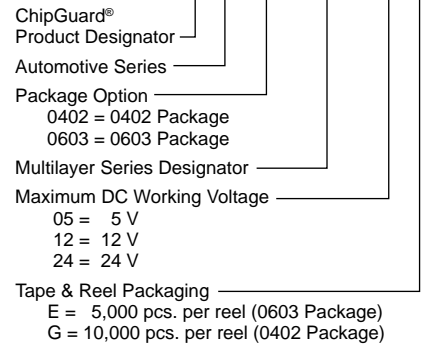 ChipGuard®
Product Designator
Automotive Series
Package Option
0402 = 0402 Package
0603 = 0603 Package
Multilayer Series Designator
Maximum DC Working Voltage
05 = 5 V
12 = 12 V
24 = 24 V
Tape & Reel Packaging
E = 5,000 pcs. per reel (0603 Package)
G = 10,000 pcs. per reel (0402 Package)